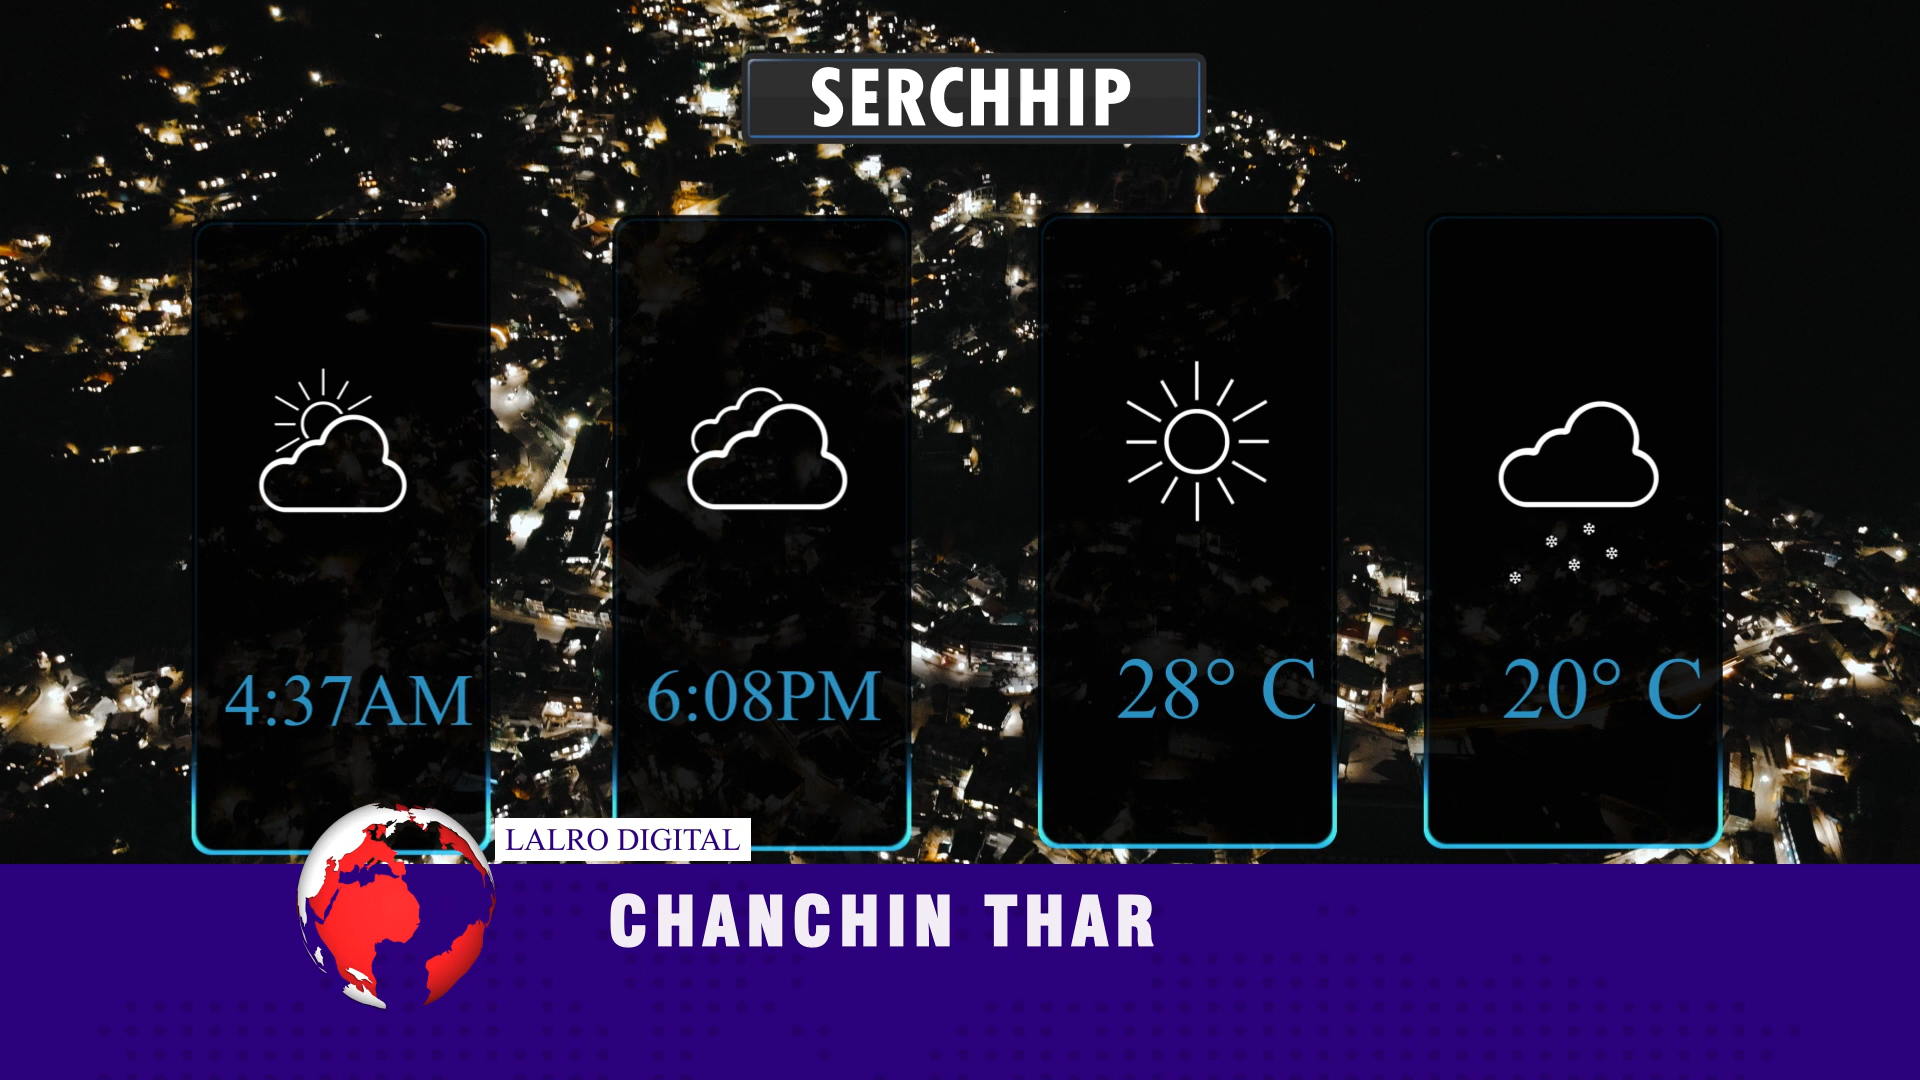 SERCHHIP
4:37AM
6:08PM
28° C
20° C
LALRO DIGITAL
CHANCHIN THAR